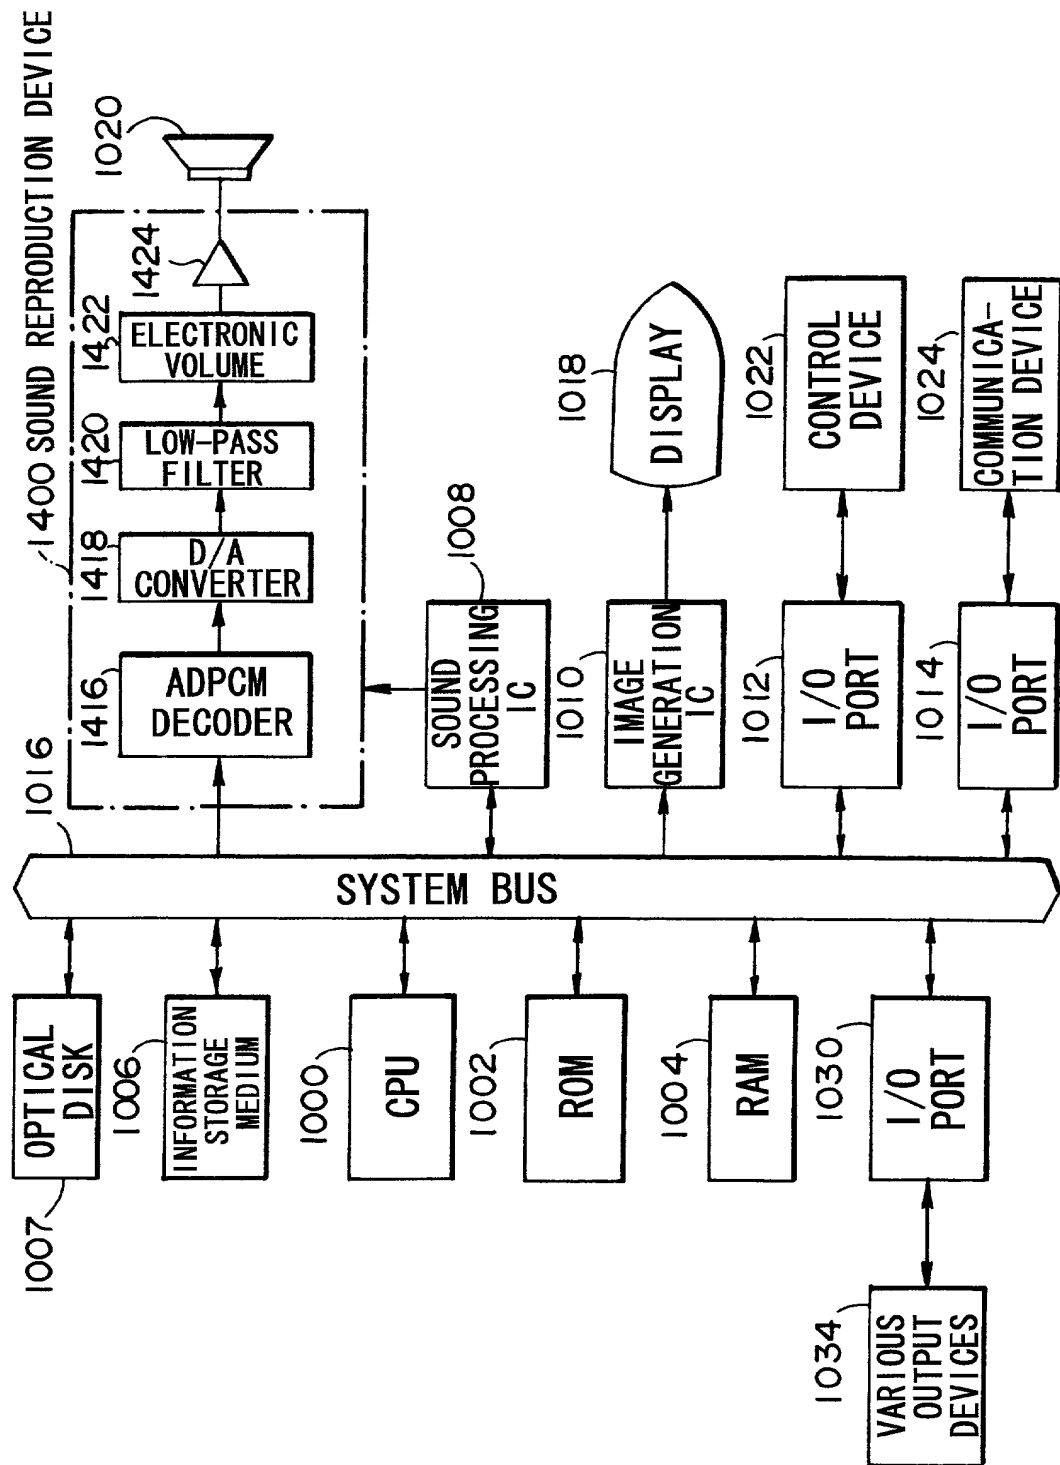 1400 SOUND REPRODUCTION DEVICE
1016
1416
ADPCM
DECODER
1418
D/A
CONVERTER
1420
LOW-PASS
FILTER
1422
ELECTRONIC
VOLUME
1424
1020
1007
OPTICAL
DISK
1006
INFORMATION
STORAGE
MEDIUM
1000
CPU
1002
ROM
1004
RAM
1034
VARIOUS
OUTPUT
DEVICES
1030
I/O
PORT
SYSTEM BUS
SOUND
PROCESSING
IC
1008
1010
IMAGE
GENERATION
IC
1018
DISPLAY
1012
I/O
PORT
1022
CONTROL
DEVICE
1014
I/O
PORT
1024
COMMUNICA-
TION DEVICE